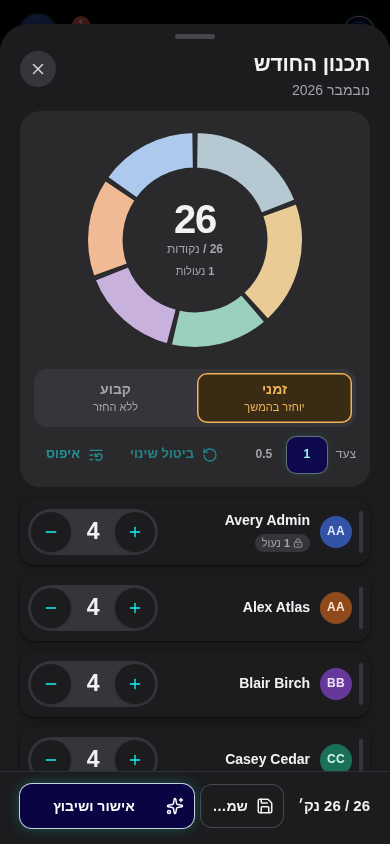 תכנון החודש
נובמבר 2026
26
26 / נקודות
1 נעולות
זמני
יוחזר בהמשך
קבוע
ללא החזר
צעד
1
0.5
ביטול שינוי
איפוס
AA
Avery Admin
1 נעול
+ 4 −
AA
Alex Atlas
+ 4 −
BB
Blair Birch
+ 4 −
CC
Casey Cedar
+ 4 −
26 / 26 נק׳
שמ...
אישור ושיבוץ